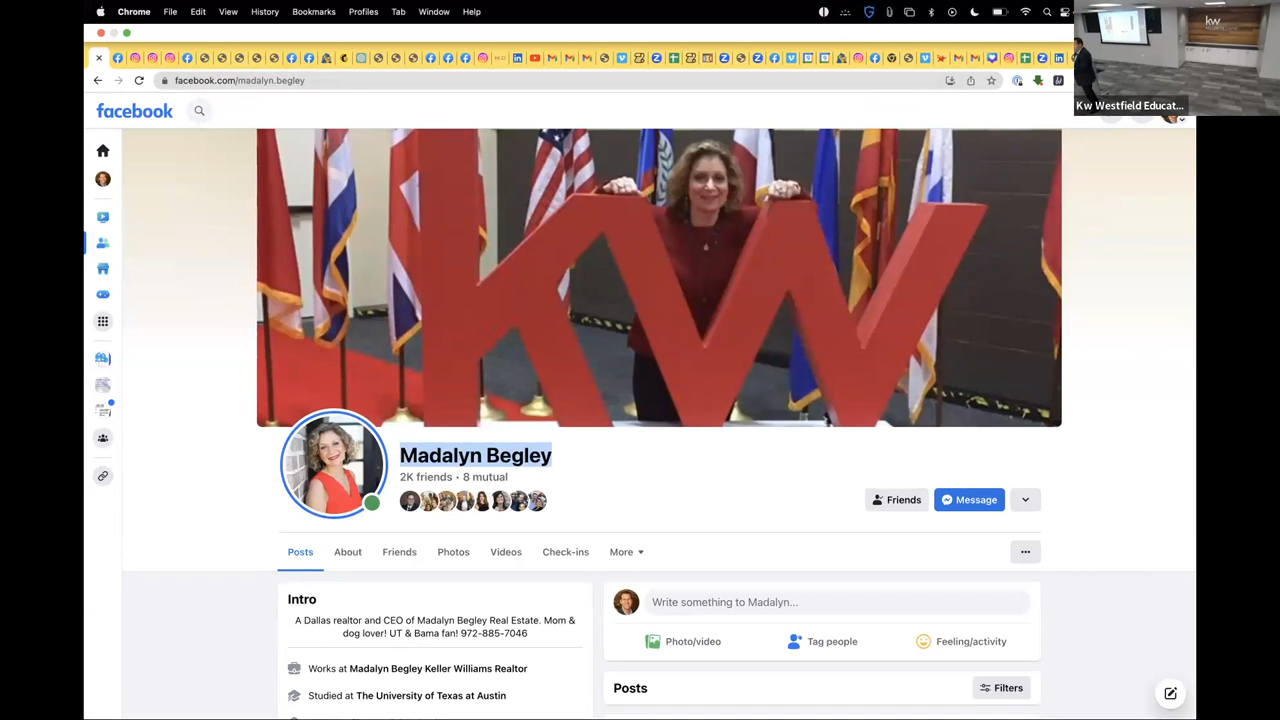 Chrome File Edit View History Bookmarks Profiles Tab Window Help
facebook.com/madalyn.begley
kw
Kw Westfield Educat...
facebook
KW
Madalyn Begley
2K friends · 8 mutual
Friends
Message
Posts About Friends Photos Videos Check-ins More
Intro
A Dallas realtor and CEO of Madalyn Begley Real Estate. Mom &
dog lover! UT & Bama fan! 972-885-7046
Works at Madalyn Begley Keller Williams Realtor
Studied at The University of Texas at Austin
Write something to Madalyn...
Photo/video Tag people Feeling/activity
Posts
Filters